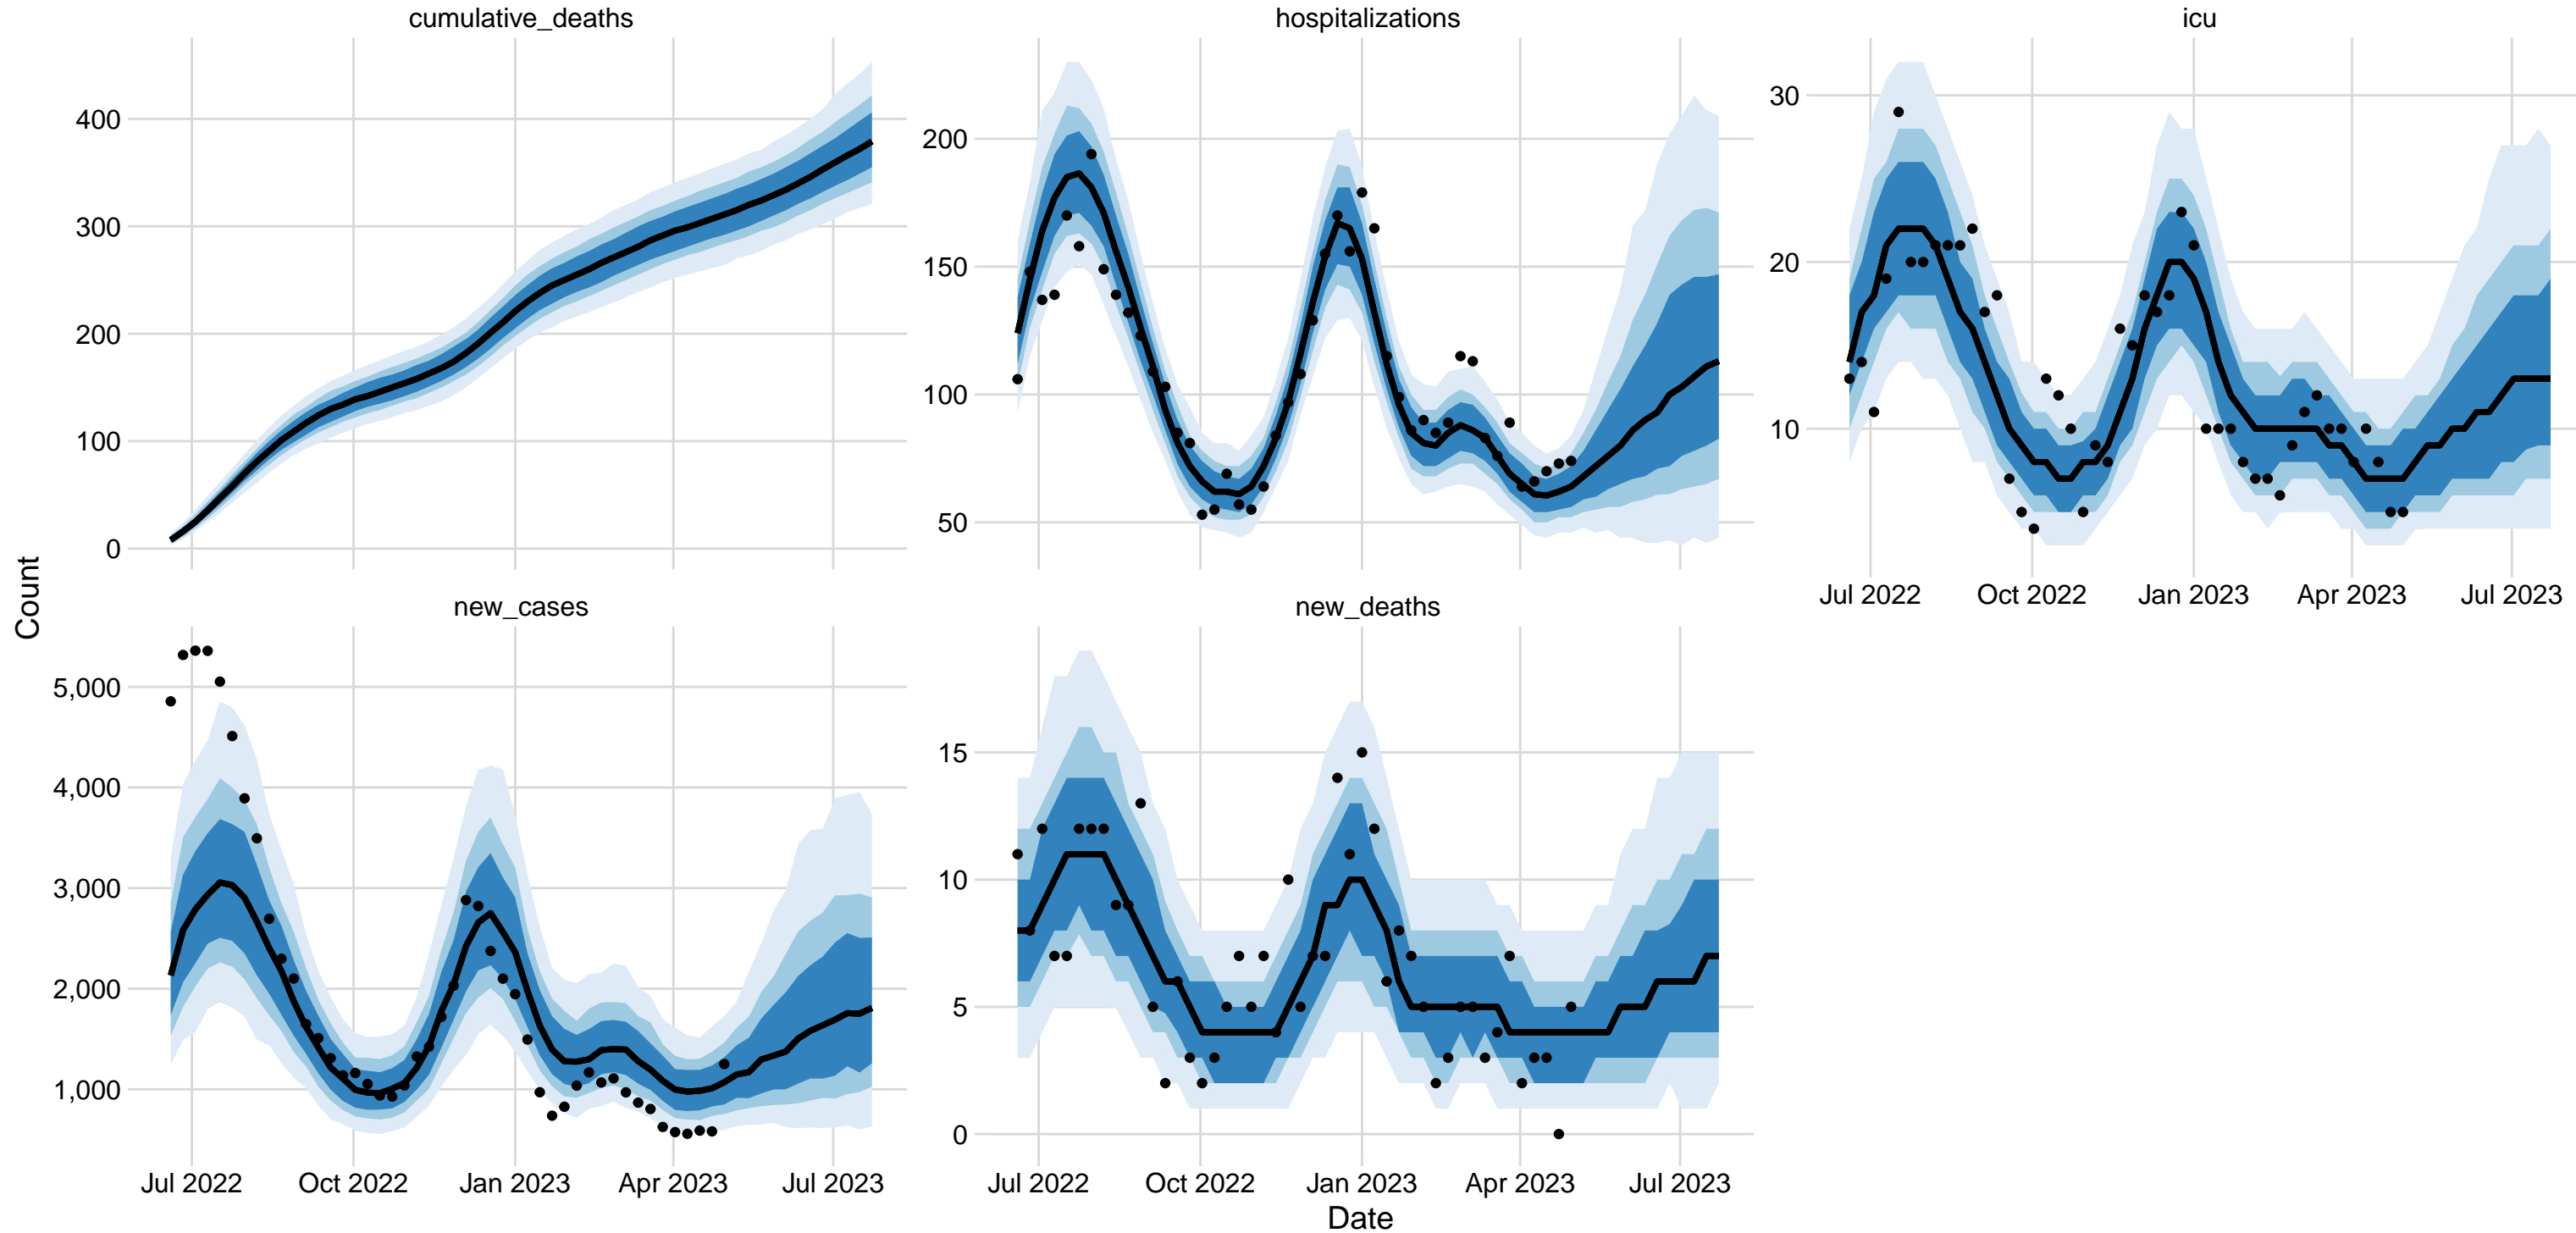 cumulative_deaths
hospitalizations
icu
400
300
200
100
0
200
150
100
50
30
20
10
Jul 2022 Oct 2022 Jan 2023 Apr 2023 Jul 2023
Count
new_cases
new_deaths
5,000
4,000
3,000
2,000
1,000
15
10
5
0
Jul 2022 Oct 2022 Jan 2023 Apr 2023 Jul 2023
Jul 2022 Oct 2022 Jan 2023 Apr 2023 Jul 2023
Date